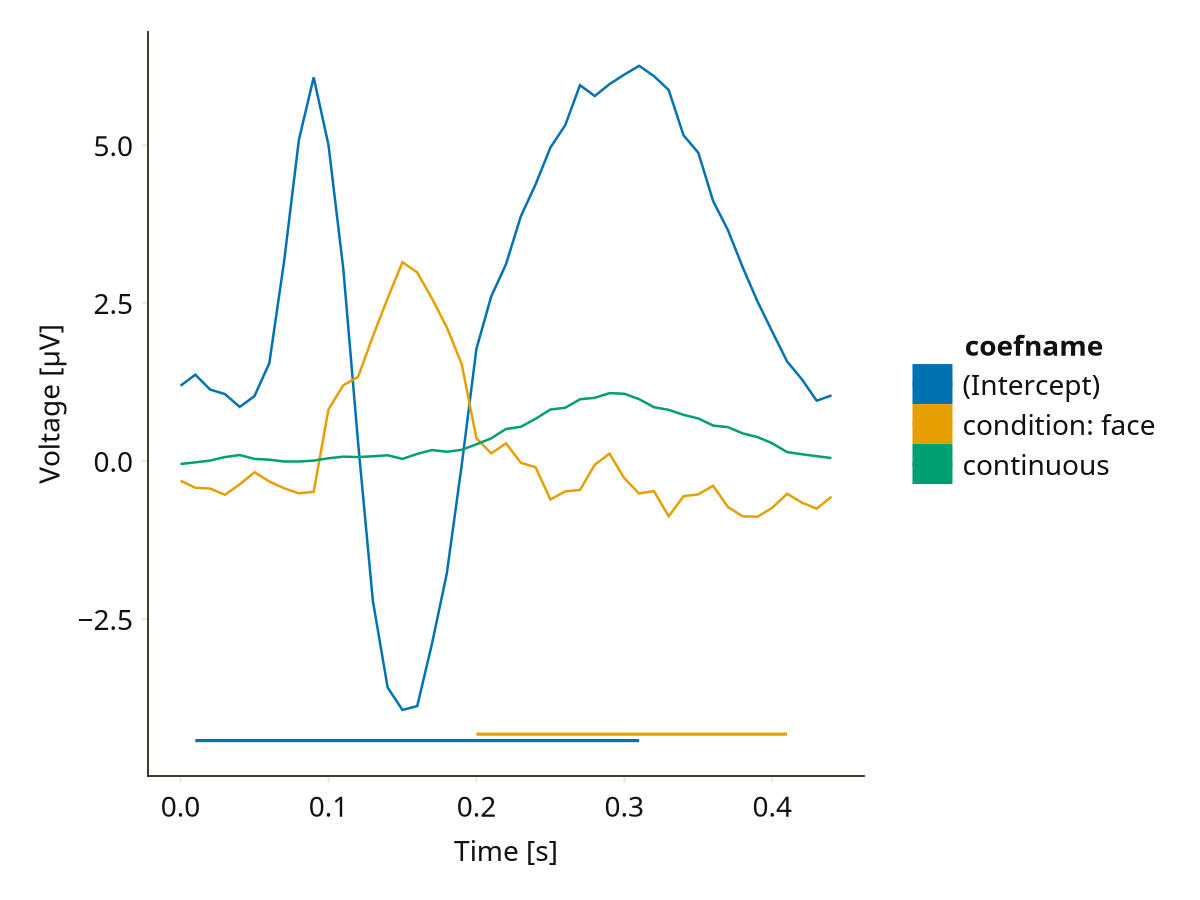 5.0
2.5
0.0
−2.5
Voltage [µV]
0.0
0.1
0.2
0.3
0.4
Time [s]
coefname
(Intercept)
condition: face
continuous